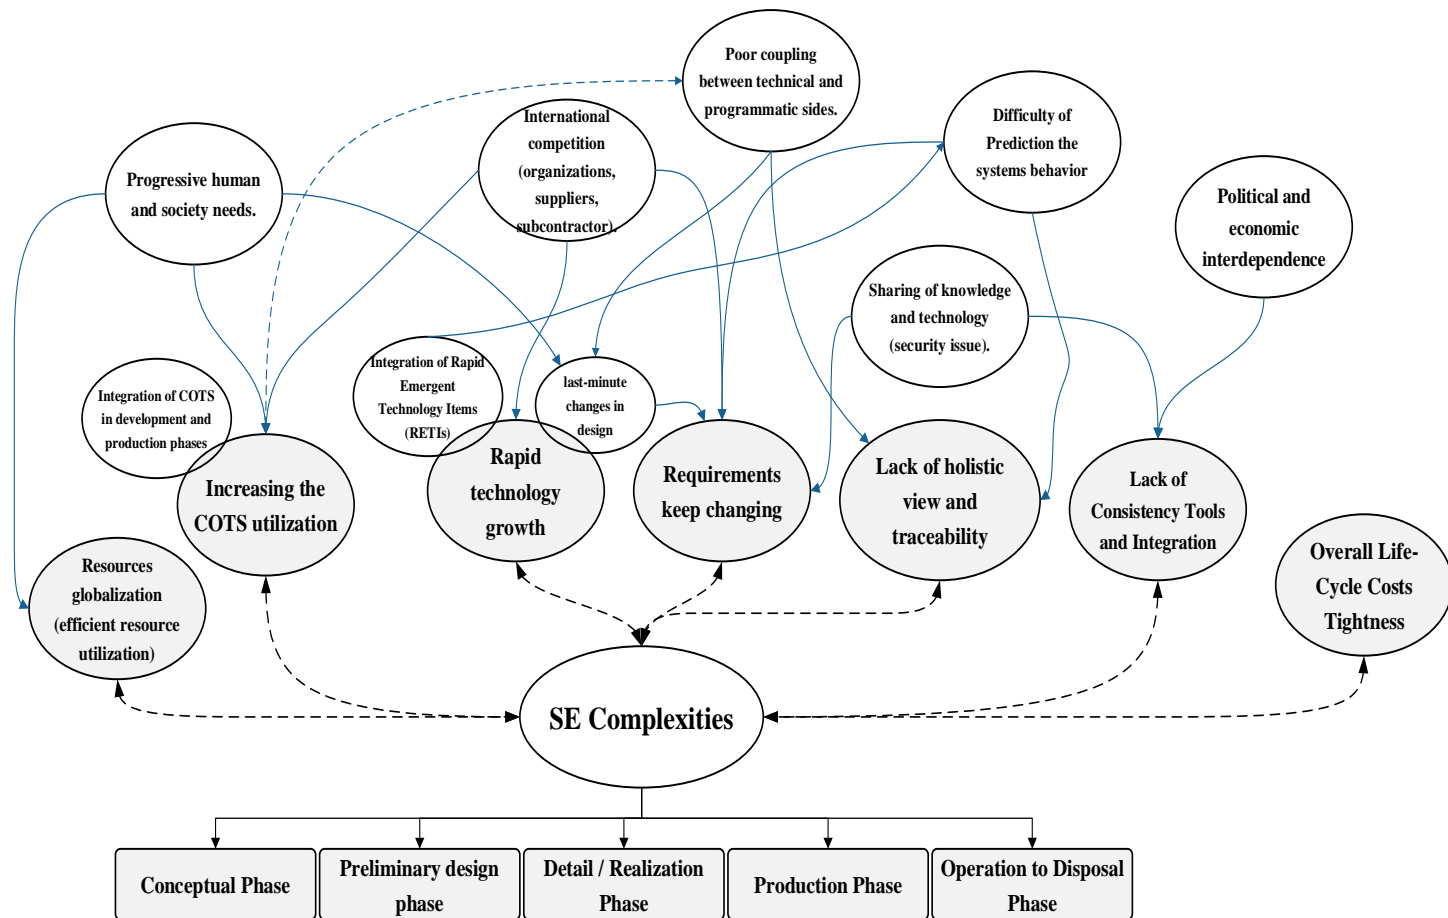 Poor coupling
between technical and
programmatic sides.
International
competition
(organizations,
suppliers,
subcontractor).
Difficulty of
Prediction the
systems behavior
Progressive human
and society needs.
Political and
economic
interdependence
Sharing of knowledge
and technology
(security issue).
Integration of COTS
in development and
production phases
Integration of Rapid
Emergent
Technology Items
(RETIs)
last-minute
changes in
design
Increasing the
COTS utilization
Rapid
technology
growth
Requirements
keep changing
Lack of holistic
view and
traceability
Lack of
Consistency Tools
and Integration
Overall Life-
Cycle Costs
Tightness
Resources
globalization
(efficient resource
utilization)
SE Complexities
Conceptual Phase
Preliminary design
phase
Detail / Realization
Phase
Production Phase
Operation to Disposal
Phase